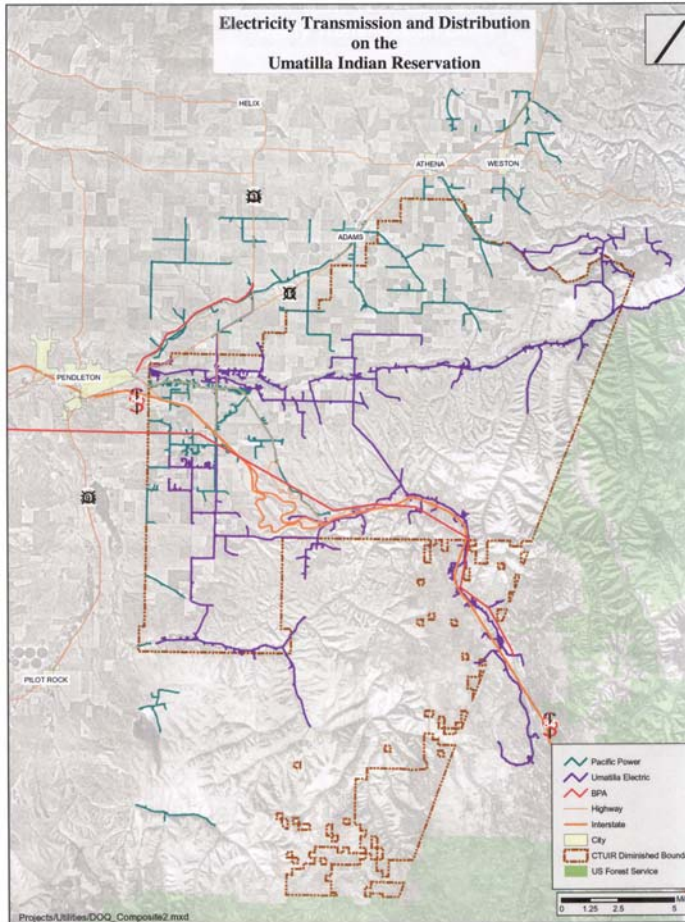 Electricity Transmission and Distribution
on the
Umatilla Indian Reservation
HELIX
ATHENA
WESTON
ADAMS
PENDLETON
PILOT ROCK
Pacific Power
Umatilla Electric
BPA
Highway
Interstate
City
CTUIR Diminished Bound
US Forest Service
Mi
0 1.25 2.5 5
Projects/Utilities/DOQ_Composite2.mxd